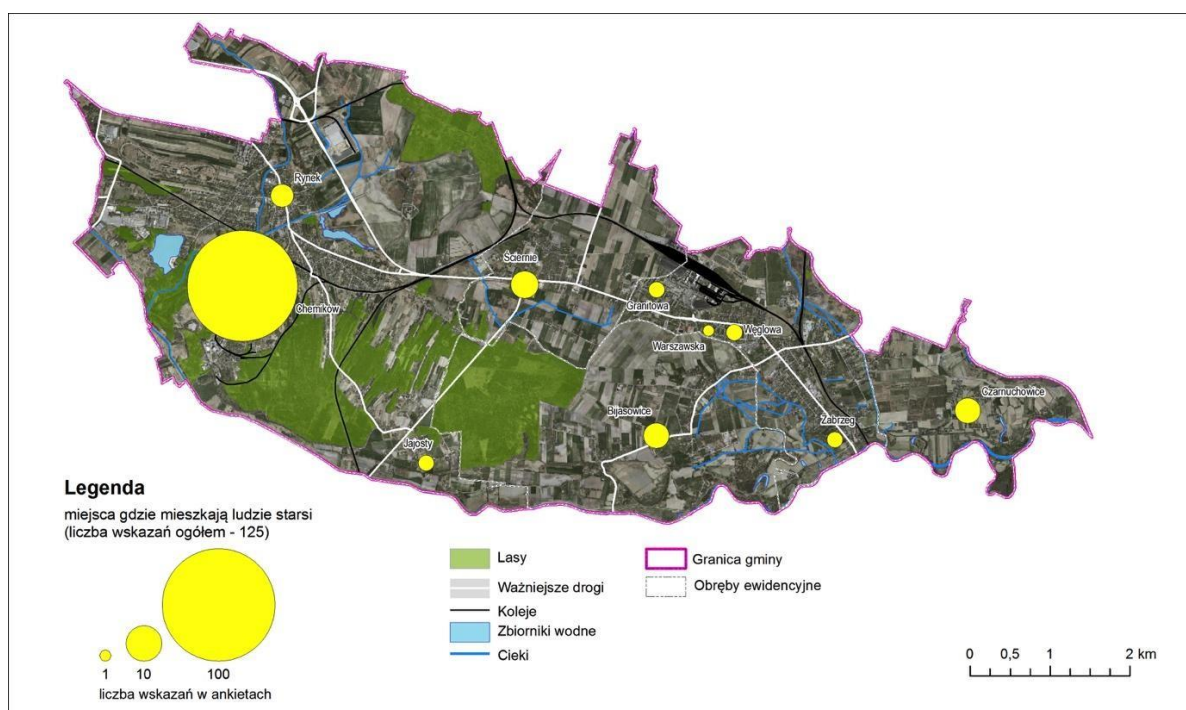 Rynek
Ściernie
Chemików
Granitowa
Węglowa
Warszawska
Czarnuchowice
Bijasowice
Zabrzeg
Jajosty
Legenda
miejsca gdzie mieszkają ludzie starsi
(liczba wskazań ogółem - 125)
1 10 100
liczba wskazań w ankietach
Lasy
Ważniejsze drogi
Koleje
Zbiorniki wodne
Cieki
Granica gminy
Obręby ewidencyjne
0 0,5 1 2 km